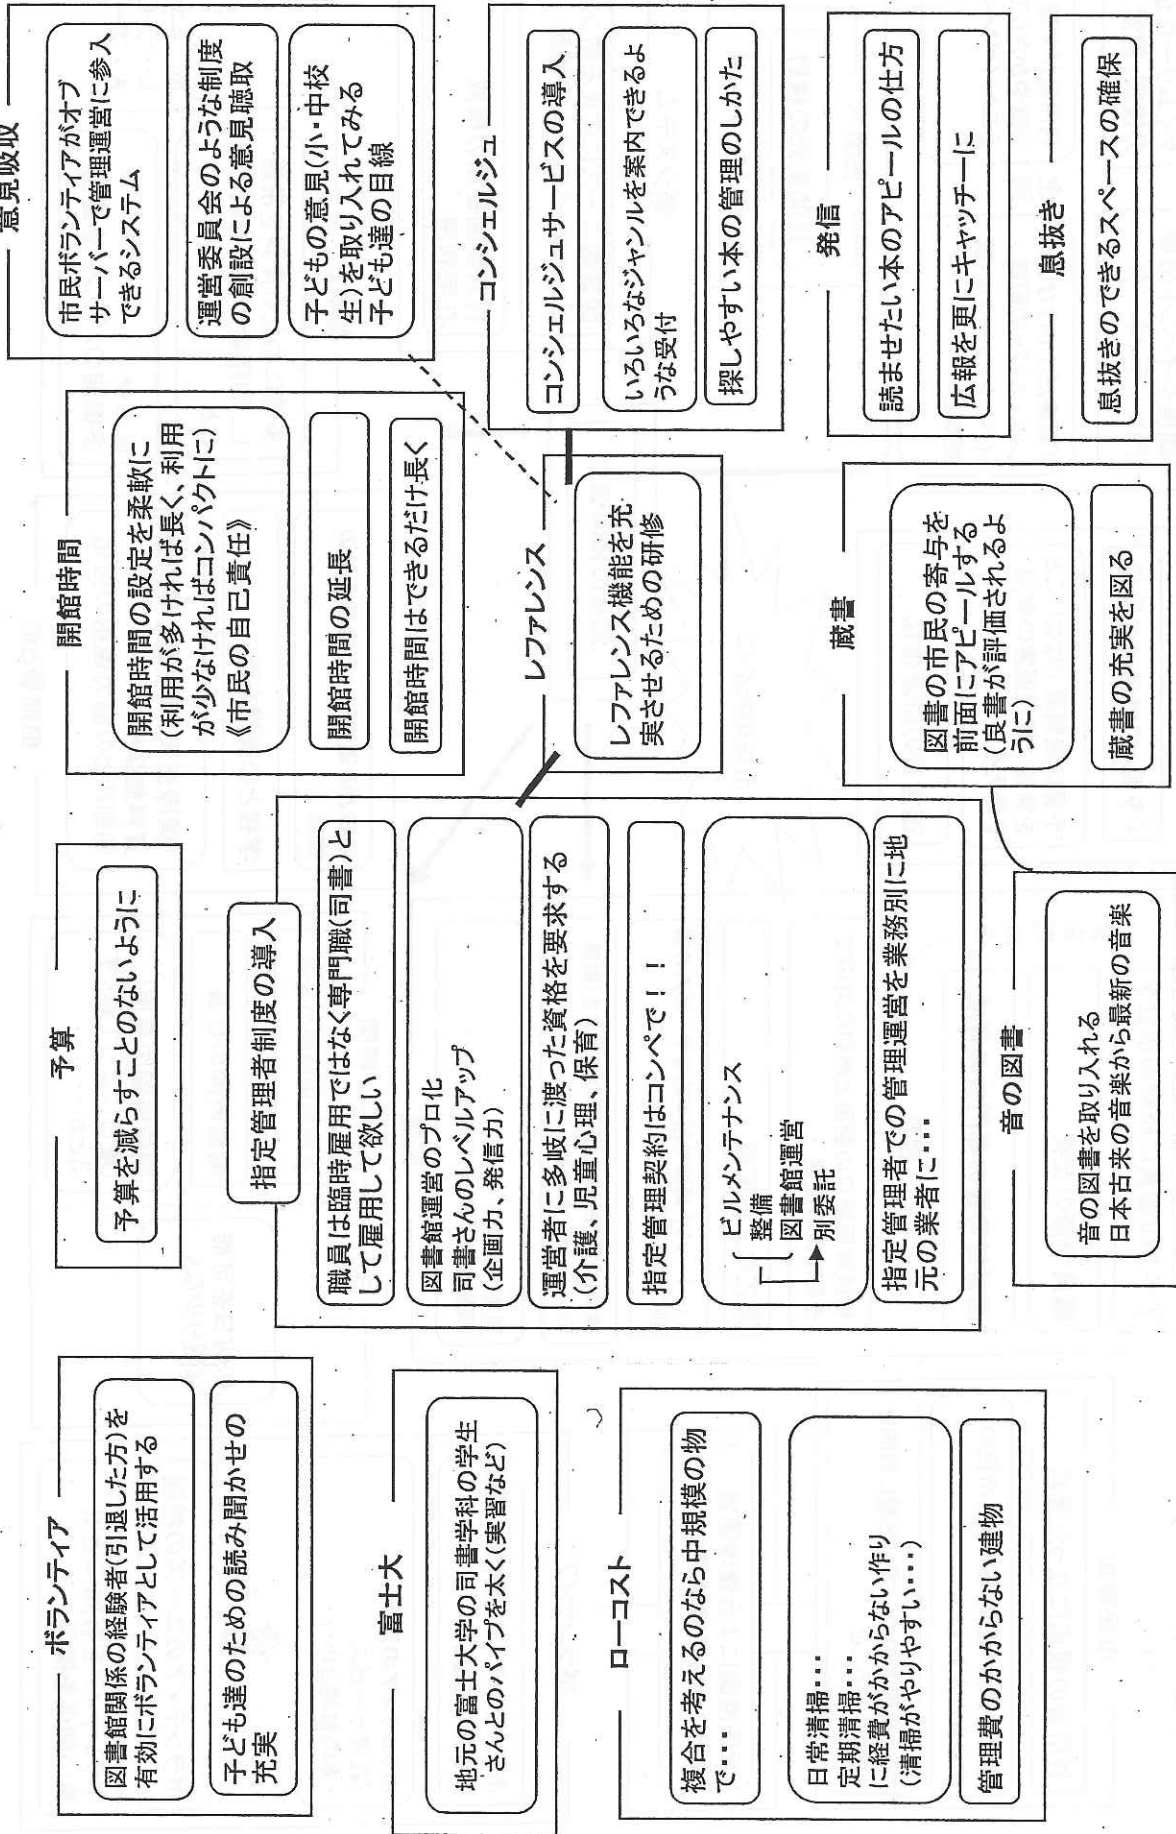 ボランティア
図書館関係の経験者(引退した方)を
有効にボランティアとして活用する
子ども達のための読み聞かせの
充実
富士大
地元の富士大学の司書学科の学生
さんとのパイプを太く(実習など)
ローコスト
複合を考えるのなら中規模の物
で・・・
日常清掃・・・
定期清掃・・・
に経費がかからない作り
(清掃がやりやすい・・・)
管理費のかからない建物
予算
予算を減らすことのないように
指定管理者制度の導入
職員は臨時雇用ではなく専門職(司書)と
して雇用して欲しい
図書館運営のプロ化
司書さんのレベルアップ
(企画力、発信力)
運営者に多岐に渡った資格を要求する
(介護、児童心理、保育)
指定管理契約はコンペで！！
ビルメンテナンス
整備
図書館運営
別委託
指定管理者での管理運営を業務別に地
元の業者に・・・
音の図書
音の図書を取り入れる
日本古来の音楽から最新の音楽
開館時間
開館時間の設定を柔軟に
(利用が多ければ長く、利用
が少なければコンパクトに)
《市民の自己責任》
開館時間の延長
開館時間はできるだけ長く
レファレンス
レファレンス機能を充
実させるための研修
蔵書
図書の市民の寄与を
前面にアピールする
(良書が評価されるよ
うに)
蔵書の充実を図る
意見吸収
市民ボランティアがオブ
サーバーで管理運営に参入
できるシステム
運営委員会のような制度
の創設による意見聴取
子どもの意見(小・中校
生)を取り入れてみる
子ども達の目線
コンシェルジュ
コンシェルジュサービスの導入
いろいろなジャンルを案内できるよ
うな受付
探しやすい本の管理のしかた
発信
読ませたい本のアピールの仕方
広報を更にキャッチーに
息抜き
息抜きのできるスペースの確保